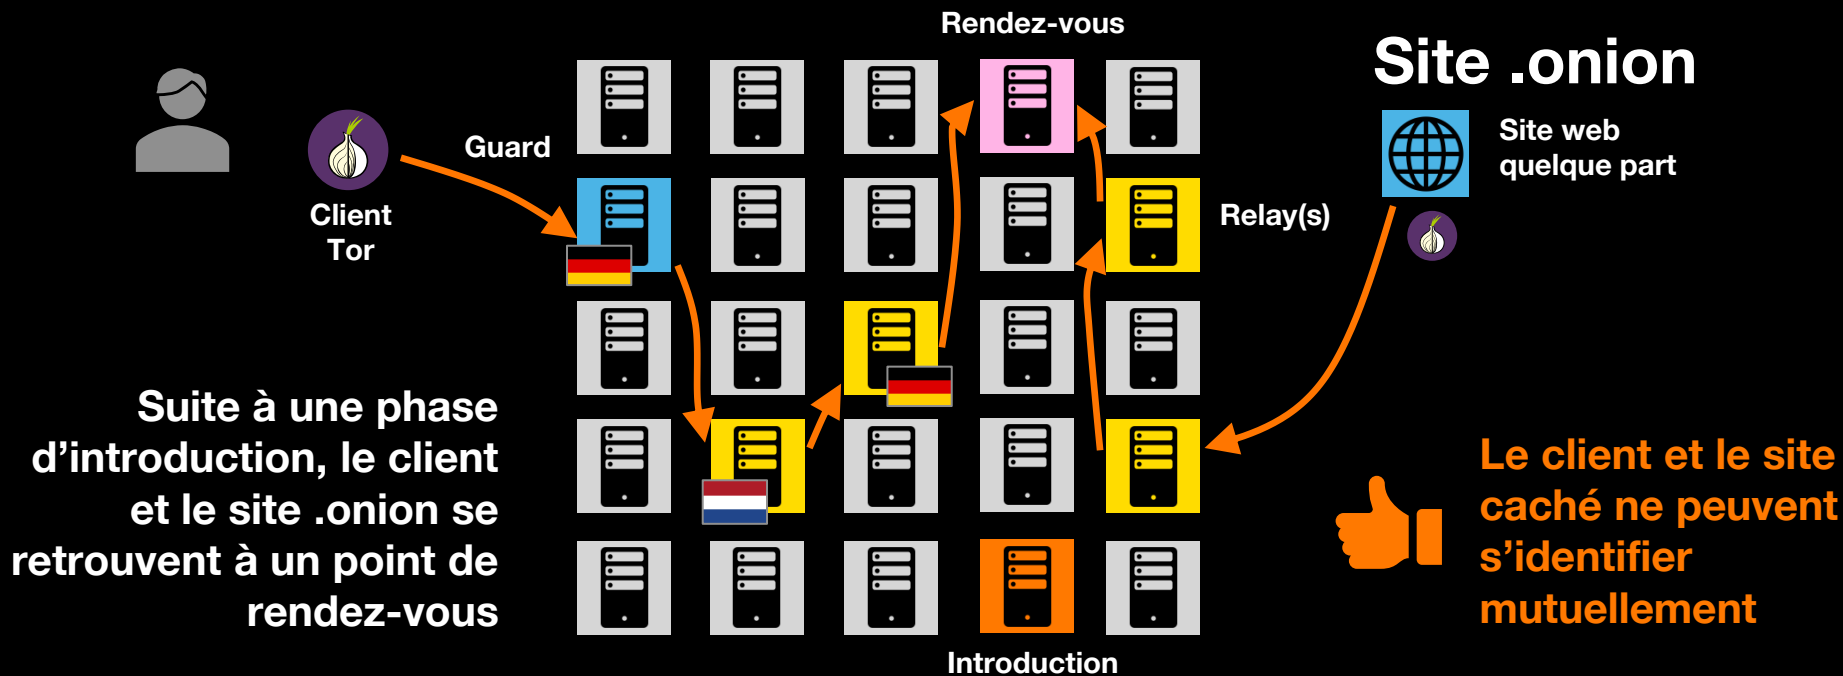 Rendez-vous
Site .onion
Site web
quelque part
Guard
Client
Tor
Relay(s)
Suite à une phase
d’introduction, le client
et le site .onion se
retrouvent à un point de
rendez-vous
Le client et le site
caché ne peuvent
s’identifier
mutuellement
Introduction